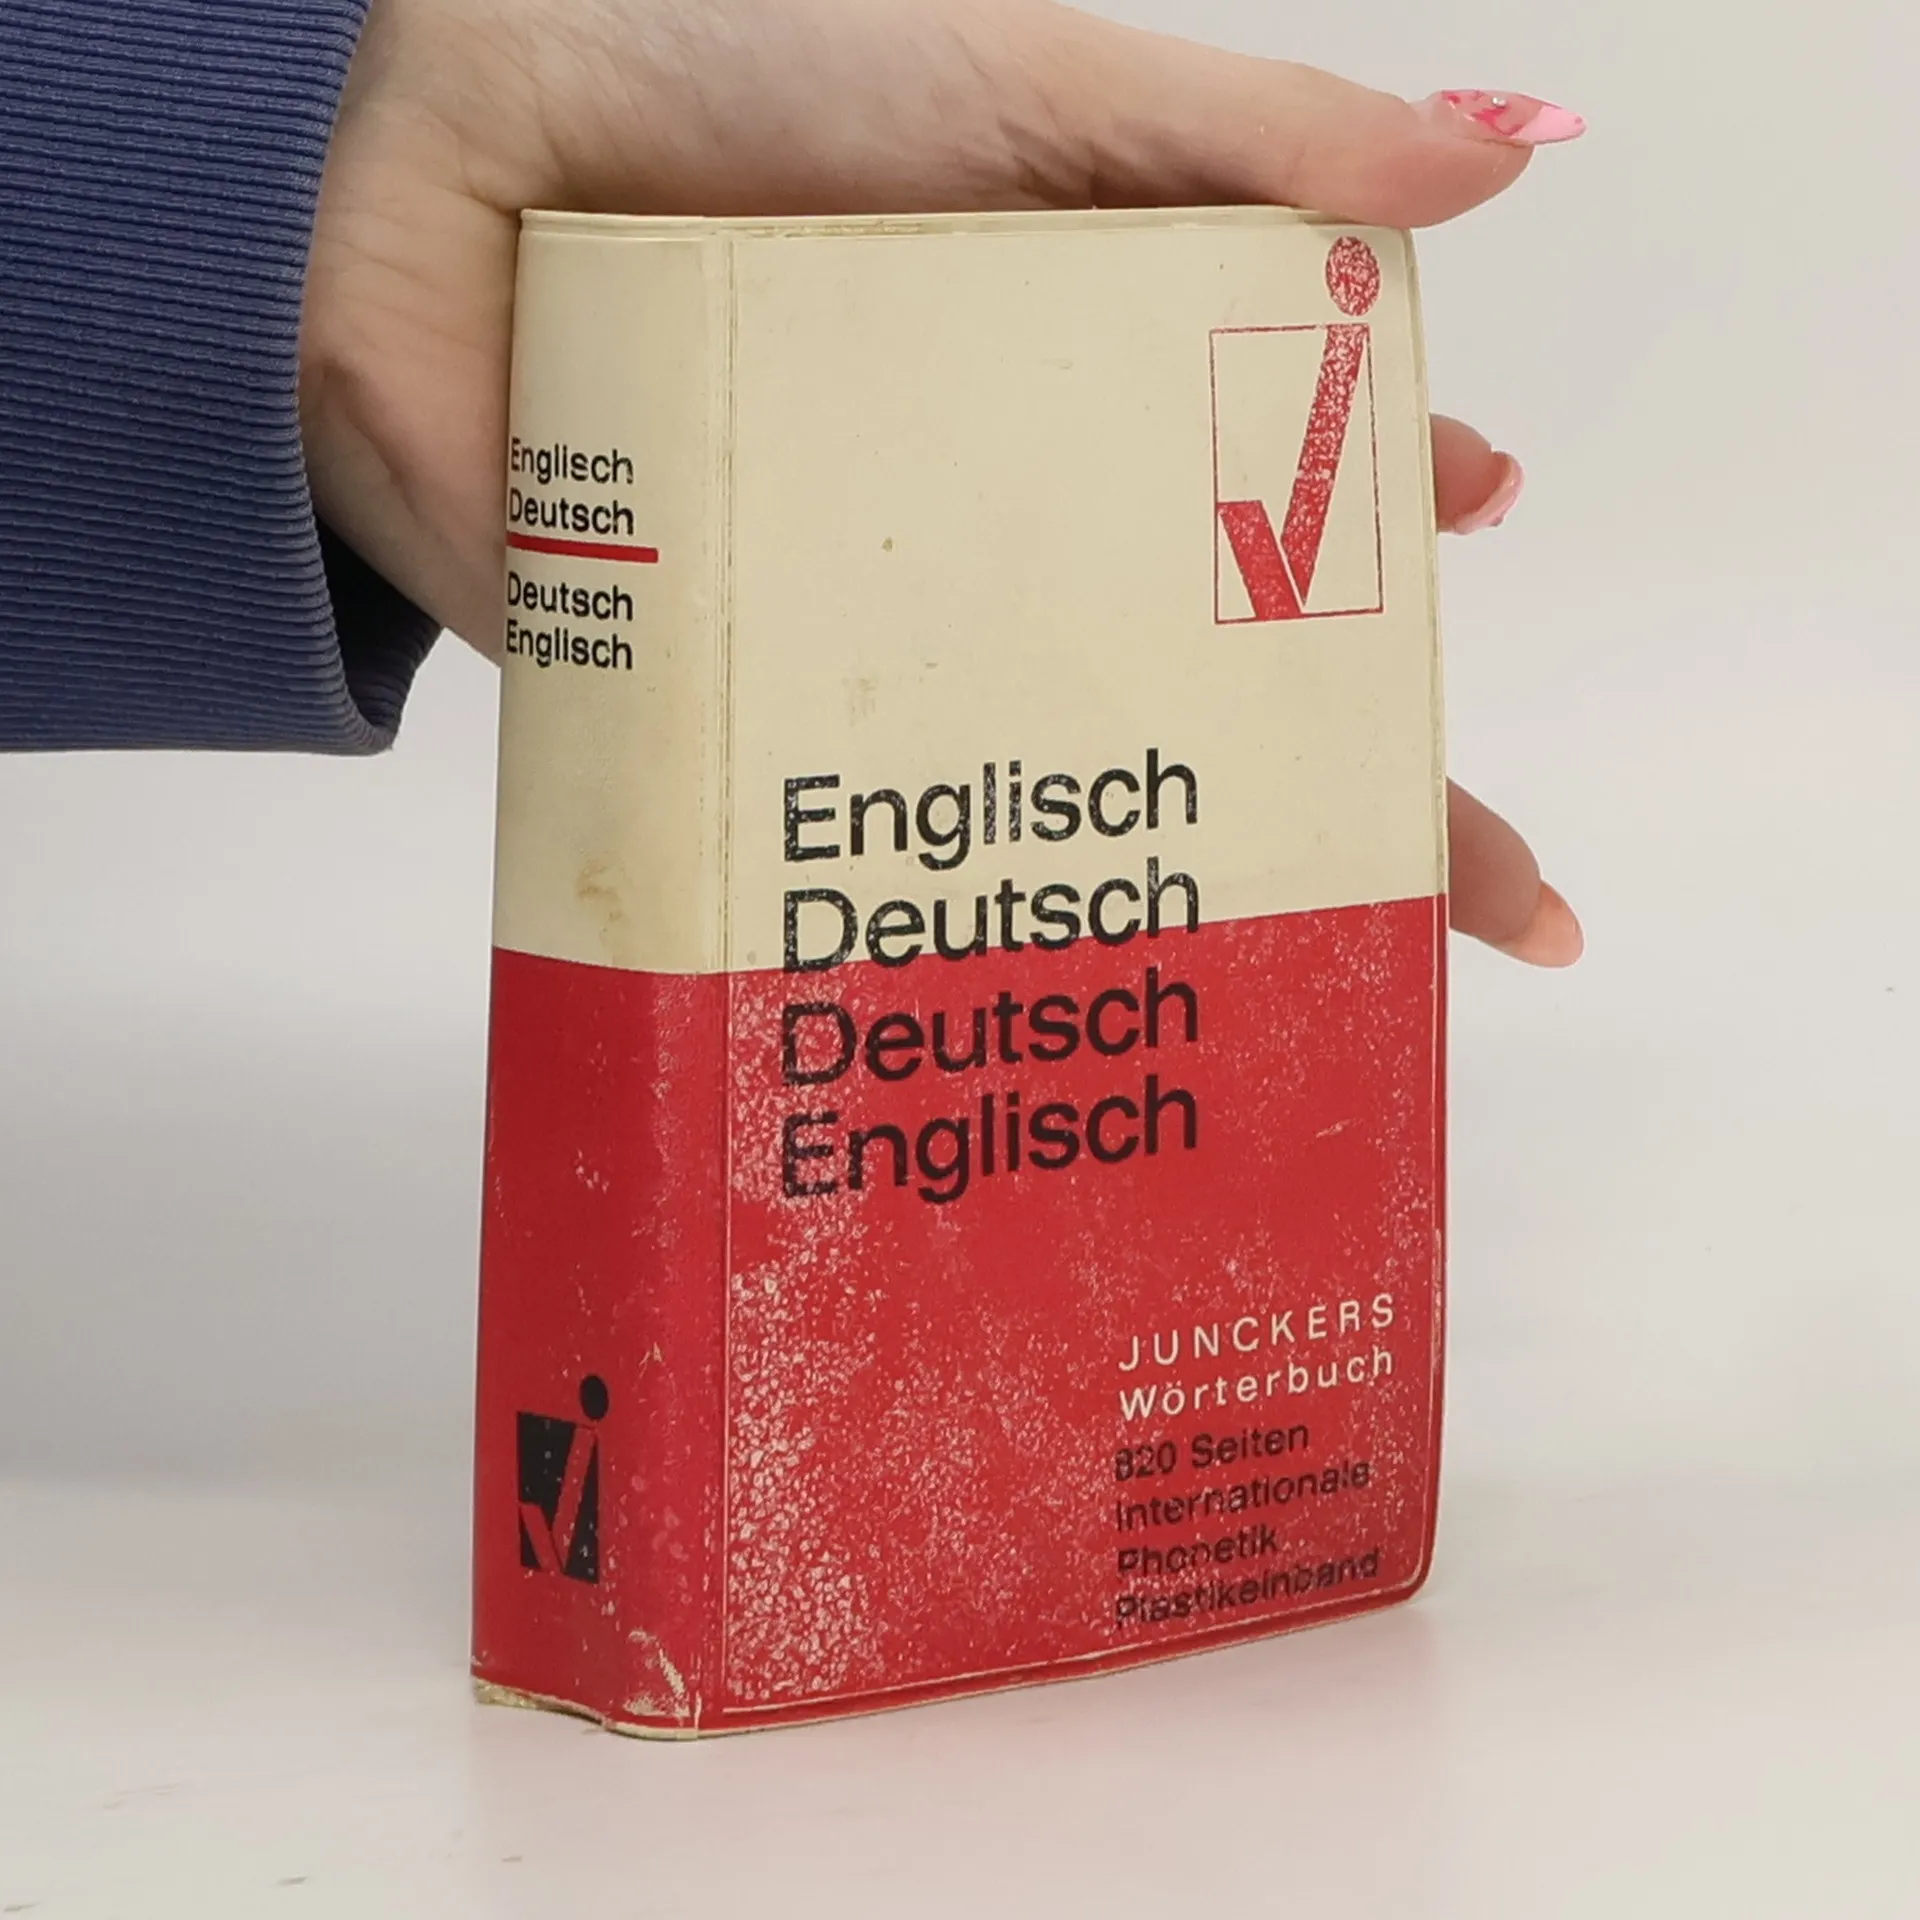 Englisch
Deutsch
Deutsch
Englisch
Englisch
Deutsch
Deutsch
Englisch
JUNCKERS
Wörterbuch
820 Seiten
Internationale
Phonetik
Plastikeinband